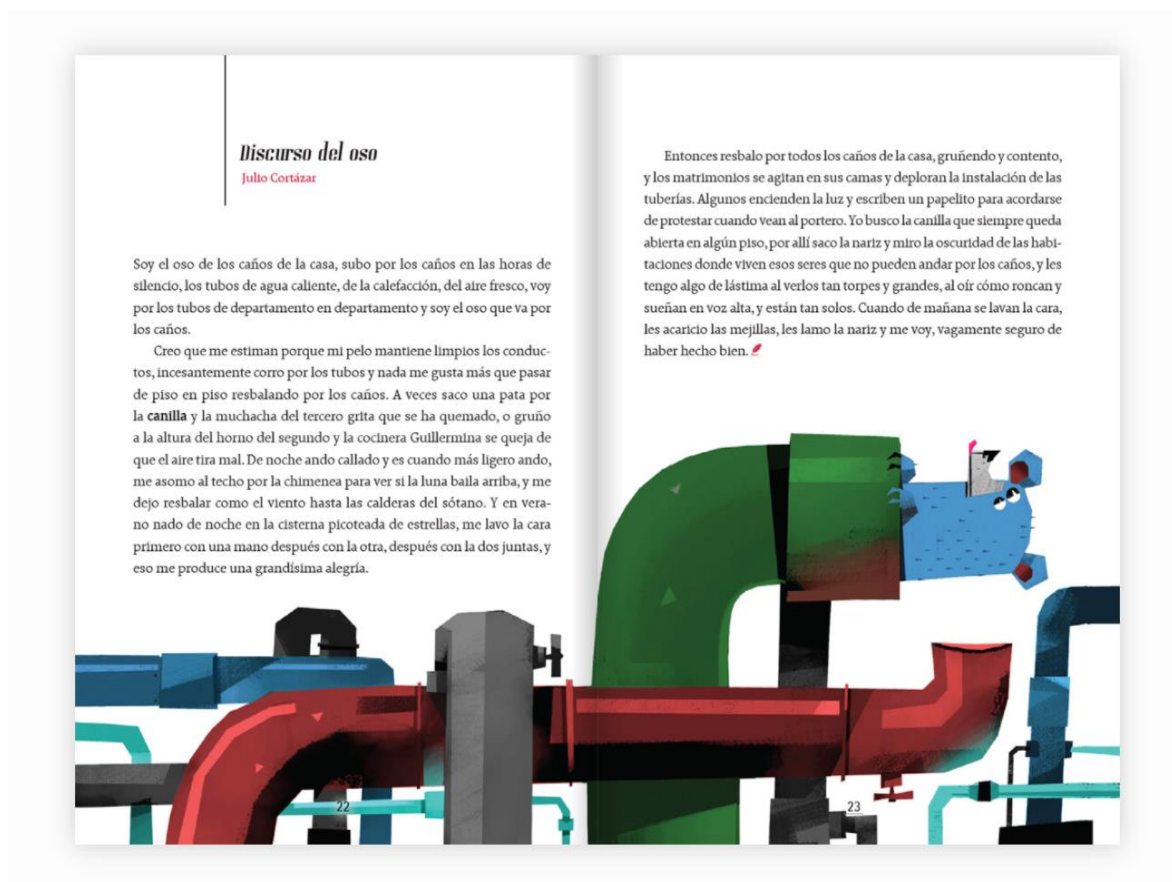 Discurso del oso
Julio Cortázar
Soy el oso de los caños de la casa, subo por los caños en las horas de
silencio, los tubos de agua caliente, de la calefacción, del aire fresco, voy
por los tubos de departamento en departamento y soy el oso que va por
los caños.
Creo que me estiman porque mi pelo mantiene limpios los conduc-
tos, incesantemente corro por los tubos y nada me gusta más que pasar
de piso en piso resbalando por los caños. A veces saco una pata por
la canilla y la muchacha del tercero grita que se ha quemado, o gruño
a la altura del horno del segundo y la cocinera Guillermina se queja de
que el aire tira mal. De noche ando callado y es cuando más ligero ando,
me asomo al techo por la chimenea para ver si la luna baila arriba, y me
dejo resbalar como el viento hasta las calderas del sótano. Y en vera-
no nado de noche en la cisterna picoteada de estrellas, me lavo la cara
primero con una mano después con la otra, después con la dos juntas, y
eso me produce una grandísima alegría.
22
Entonces resbalo por todos los caños de la casa, gruñendo y contento,
y los matrimonios se agitan en sus camas y deploran la instalación de las
tuberías. Algunos encienden la luz y escriben un papelito para acordarse
de protestar cuando vean al portero. Yo busco la canilla que siempre queda
abierta en algún piso, por allí saco la nariz y miro la oscuridad de las habi-
taciones donde viven esos seres que no pueden andar por los caños, y les
tengo algo de lástima al verlos tan torpes y grandes, al oír cómo roncan y
sueñan en voz alta, y están tan solos. Cuando de mañana se lavan la cara,
les acaricio las mejillas, les lamo la nariz y me voy, vagamente seguro de
haber hecho bien.
23